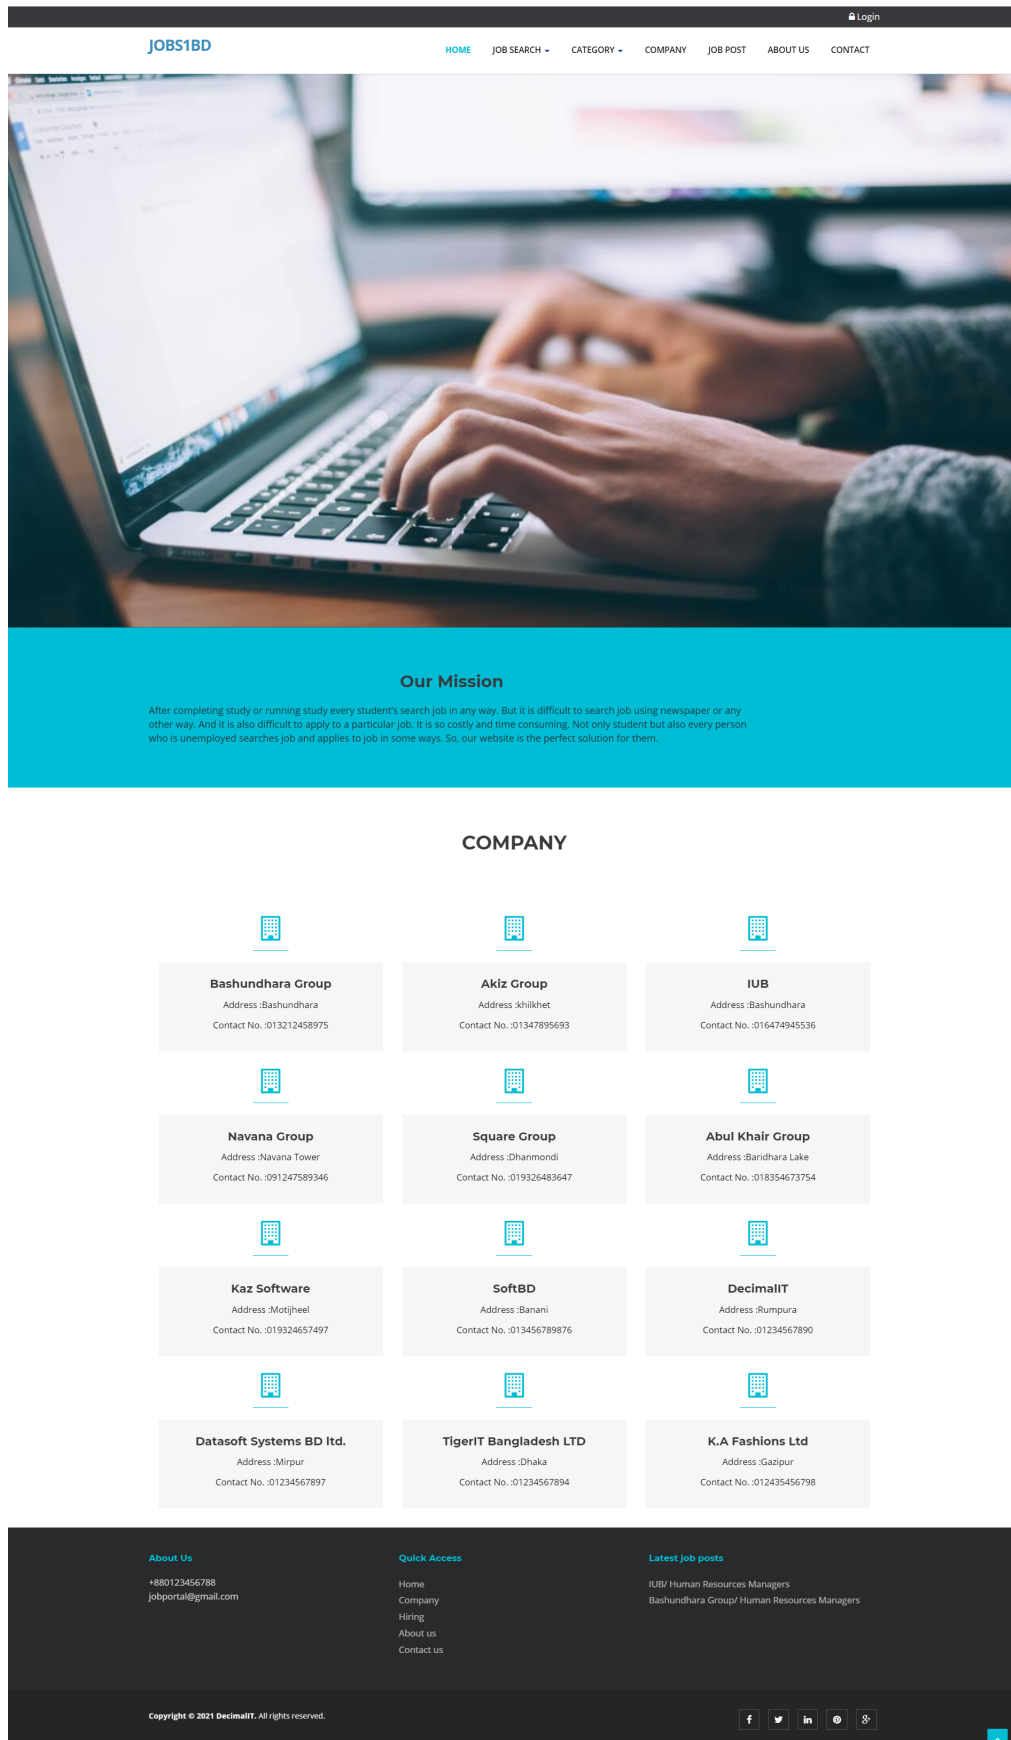 Login
JOBS1BD
HOME JOB SEARCH CATEGORY COMPANY JOB POST ABOUT US CONTACT
Our Mission
After completing study or running study every student's search job in any way. But it is difficult to search job using newspaper or any
other way. And it is also difficult to apply to a particular job. It is so costly and time consuming. Not only student but also every person
who is unemployed searches job and applies to job in some ways. So, our website is the perfect solution for them.
COMPANY
Bashundhara Group
Address :Bashundhara
Contact No. :013212458975
Akiz Group
Address :khilkhet
Contact No. :01347895693
IUB
Address :Bashundhara
Contact No. :016474945536
Navana Group
Address :Navana Tower
Contact No. :091247589346
Square Group
Address :Dhanmondi
Contact No. :019326483647
Abul Khair Group
Address :Baridhara Lake
Contact No. :018354673754
Kaz Software
Address :Motijheel
Contact No. :019324657497
SoftBD
Address :Banani
Contact No. :013456789876
DecimalIT
Address :Rumpura
Contact No. :01234567890
Datasoft Systems BD ltd.
Address :Mirpur
Contact No. :01234567897
TigerIT Bangladesh LTD
Address :Dhaka
Contact No. :01234567894
K.A Fashions Ltd
Address :Gazipur
Contact No. :012435456798
About Us
+880123456788
jobportal@gmail.com
Quick Access
Home
Company
Hiring
About us
Contact us
Latest job posts
IUB/ Human Resources Managers
Bashundhara Group/ Human Resources Managers
Copyright © 2021 DecimalIT. All rights reserved.